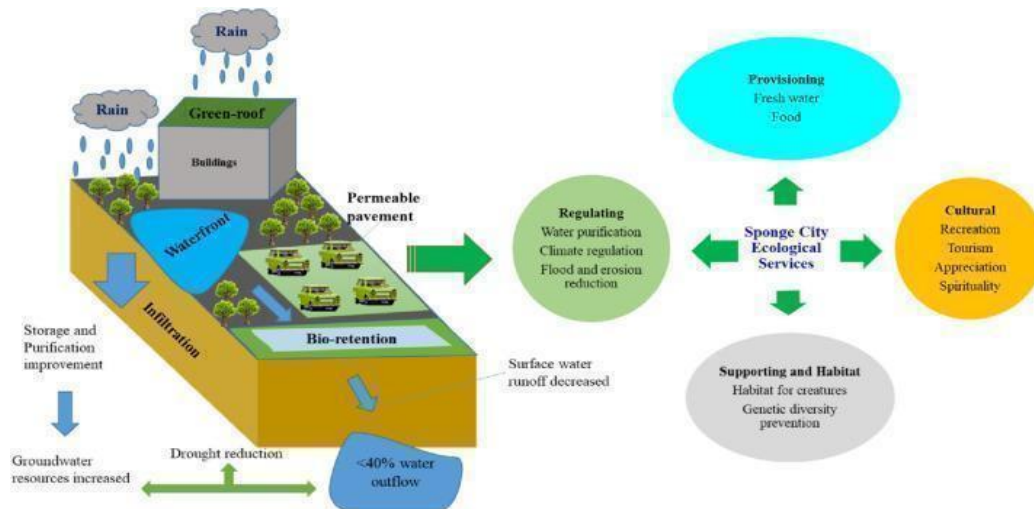 Rain
Rain
Green-roof
Buildings
Permeable
pavement
Waterfront
Infiltration
Bio-retention
Storage and
Purification
improvement
Surface water
runoff decreased
Groundwater
resources increased
Drought reduction
<40% water
outflow
Provisioning
Fresh water
Food
Regulating
Water purification
Climate regulation
Flood and erosion
reduction
Sponge City
Ecological
Services
Cultural
Recreation
Tourism
Appreciation
Spirituality
Supporting and Habitat
Habitat for creatures
Genetic diversity
prevention